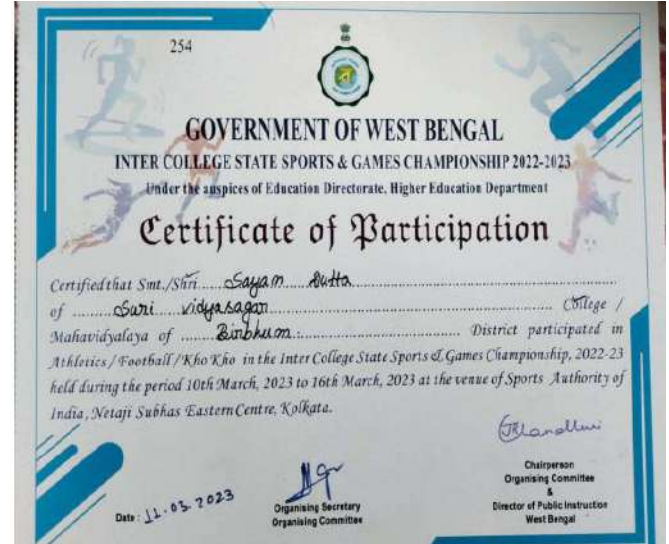 254
GOVERNMENT OF WEST BENGAL
INTER COLLEGE STATE SPORTS & GAMES CHAMPIONSHIP 2022-2023
Under the auspices of Education Directorate, Higher Education Department
Certificate of Participation
Certified that Smt./Shri ..... Sayam Dutta .....
of ..... Suri vidyasagar ..... College /
Mahavidyalaya of ..... Birbhum ..... District participated in
Athletics / Football / Kho Kho in the Inter College State Sports & Games Championship, 2022-23
held during the period 10th March, 2023 to 16th March, 2023 at the venue of Sports Authority of
India, Netaji Subhas Eastern Centre, Kolkata.
Date : 11.03.2023
Organising Secretary
Organising Committee
Chairperson
Organising Committee
&
Director of Public Instruction
West Bengal